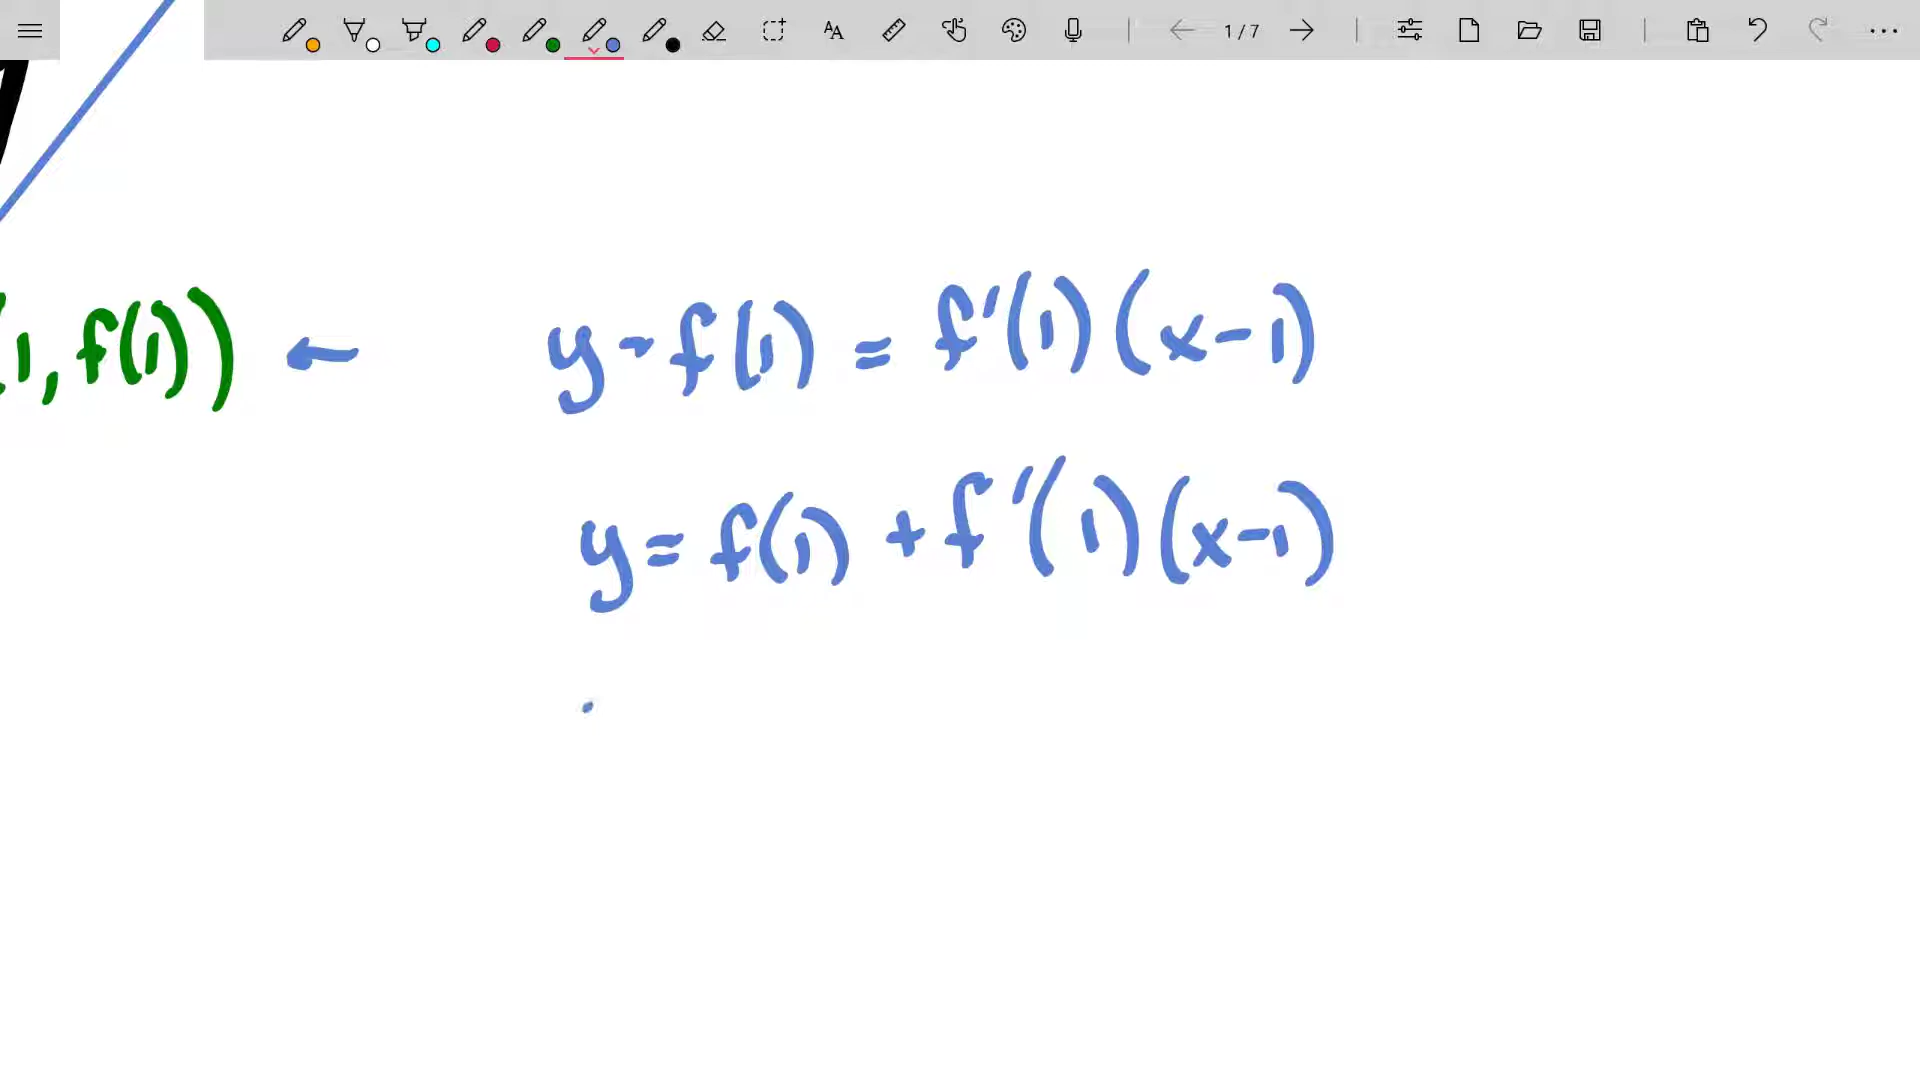 1 / 7
(1, f(1)) ← y - f(1) = f'(1)(x-1)
y = f(1) + f'(1)(x-1)